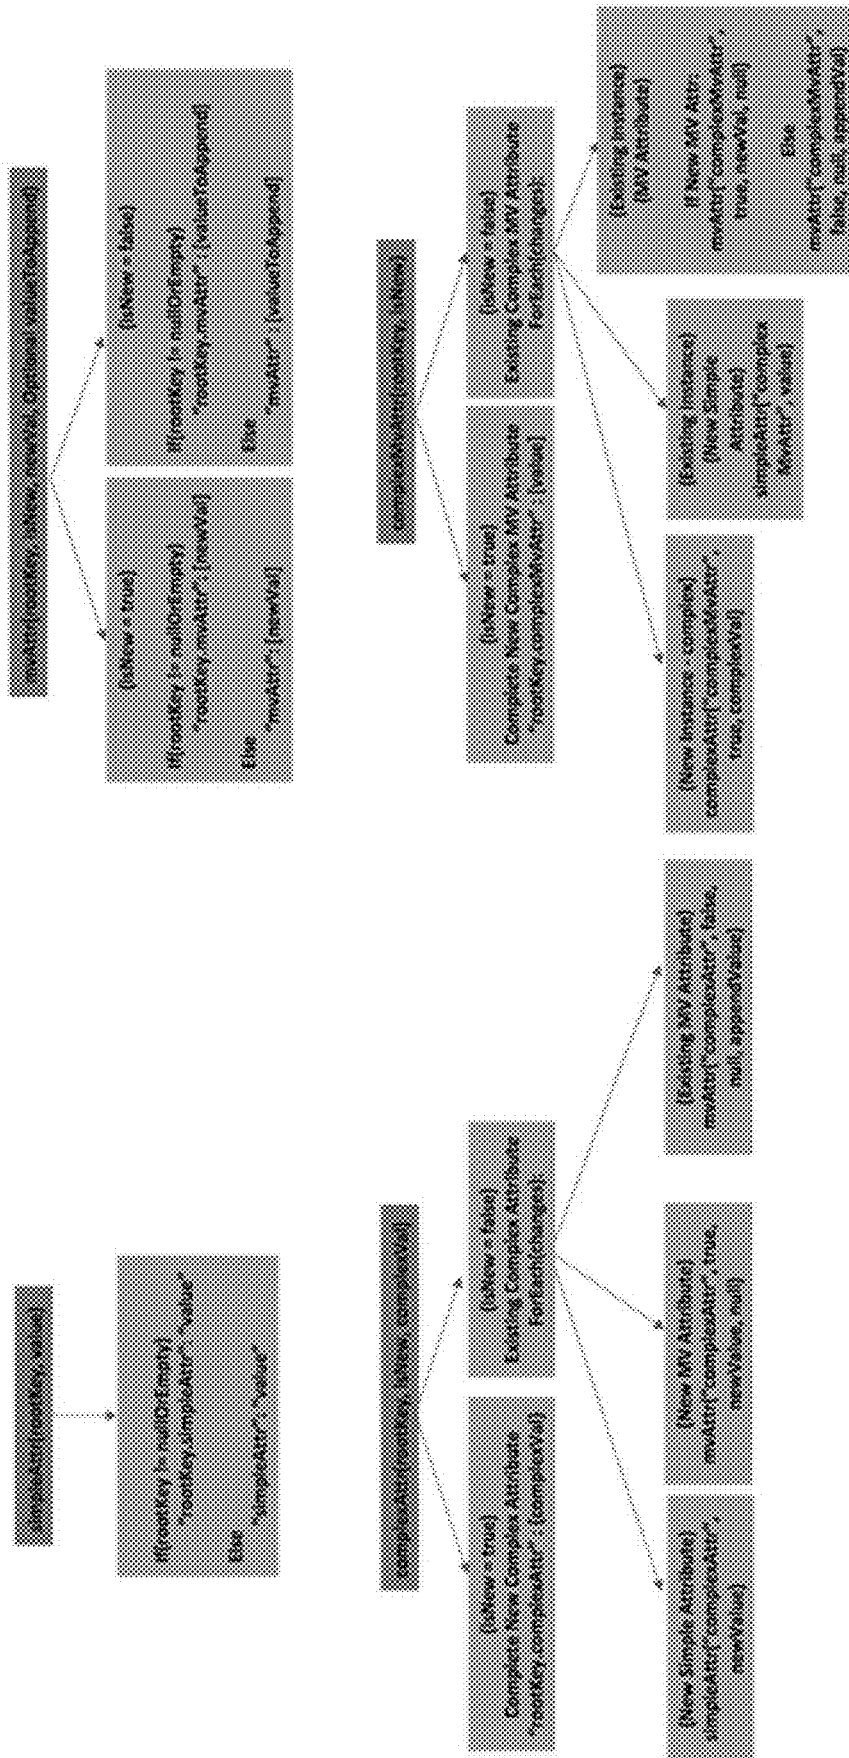 simpleAttr(rootKey, value)
If(rootKey != nullOrEmpty)
"rootKey.simpleAttr": "value"
Else
"simpleAttr": "value"
mvAttr(rootKey, isNew, newVal, Optional valueToAppend)
(isNew = true)
If(rootKey != nullOrEmpty)
"rootKey.mvAttr": [newVal]
Else
"mvAttr": [newVal]
(isNew = false)
If(rootKey != nullOrEmpty)
"rootKey.mvAttr" : [valueToAppend]
Else
"mvAttr" : [valueToAppend]
complexAttr(rootKey, isNew, complexVal)
(isNew = true)
Compete New Complex Attribute
"rootKey.complexAttr" : {complexVal}
(isNew = false)
Existing Complex Attribute
ForEach(changes):
(New Simple Attribute)
simpleAttr("complexAttr",
newValue)
(New MV Attribute)
mvAttr("complexAttr", true,
newValue, null)
(Existing MV Attribute)
mvAttr("complexAttr", false,
null, appendValue)
complexMvAttr(rootKey, isNew)
(isNew = true)
Complete New Complex MV Attribute
"rootKey.complexMvAttr" : [value]
(isNew = false)
Existing Complex MV Attribute
ForEach(changes):
(New Instance - complex)
complexAttr("complexMvAttr",
true, complexVal)
(Existing Instance)
(New Simple
Attribute)
simpleAttr("complex
MvAttr", value)
(Existing Instance)
(MV Attribute)
If New MV Attr:
mvAttr("complexMvAttr",
true, newVal, null)
Else
mvAttr("complexMvAttr",
false, null, appendVal)